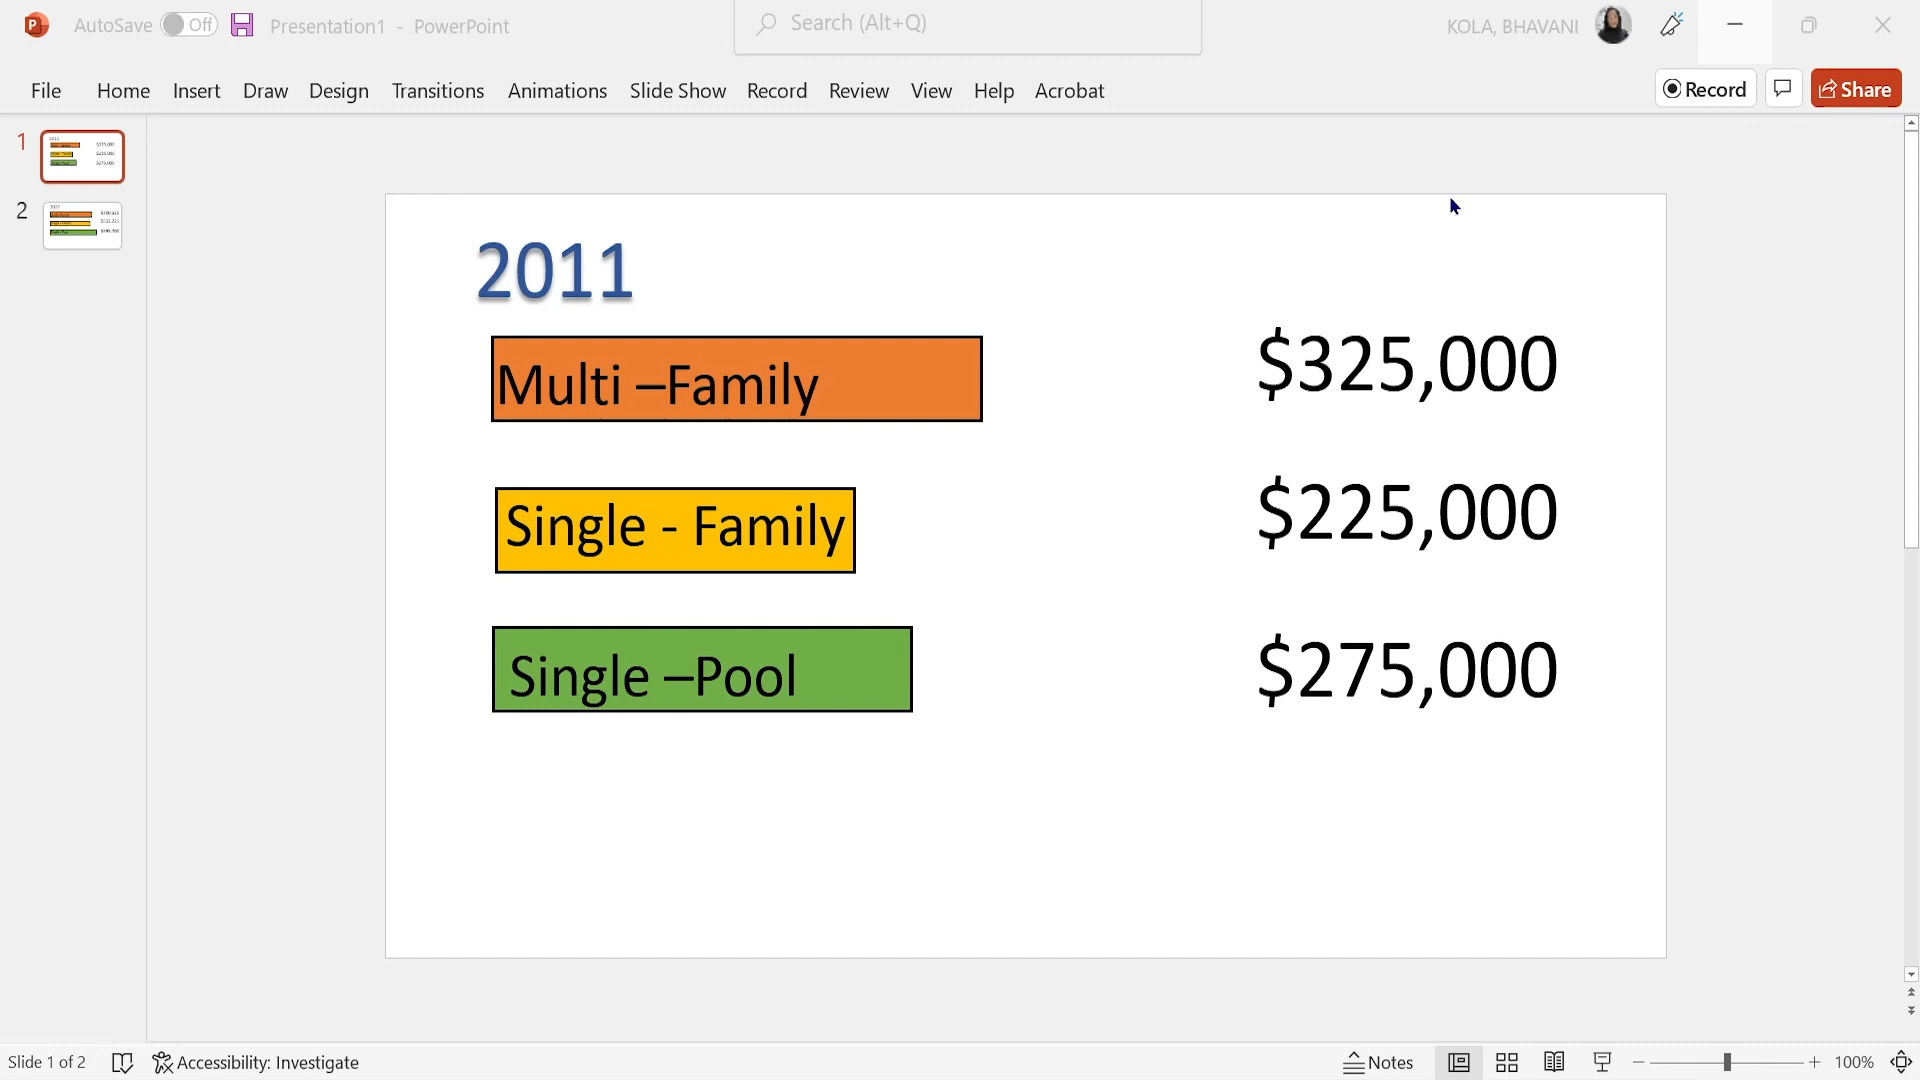 AutoSave Off Presentation1 - PowerPoint Search (Alt+Q) KOLA, BHAVANI
File Home Insert Draw Design Transitions Animations Slide Show Record Review View Help Acrobat Record Share
1
2
2011
Multi –Family $325,000
Single - Family $225,000
Single –Pool $275,000
Slide 1 of 2 Accessibility: Investigate Notes 100%